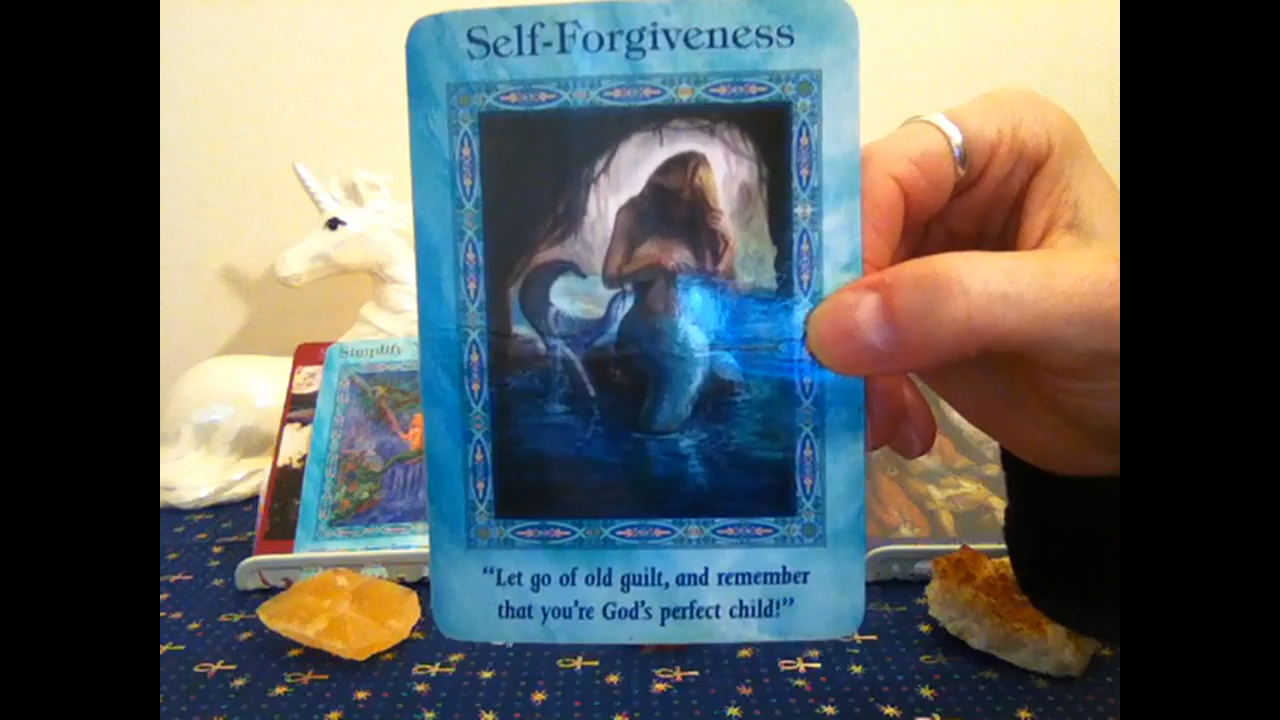 Self-Forgiveness
Simplify
"Let go of old guilt, and remember
that you're God's perfect child!"